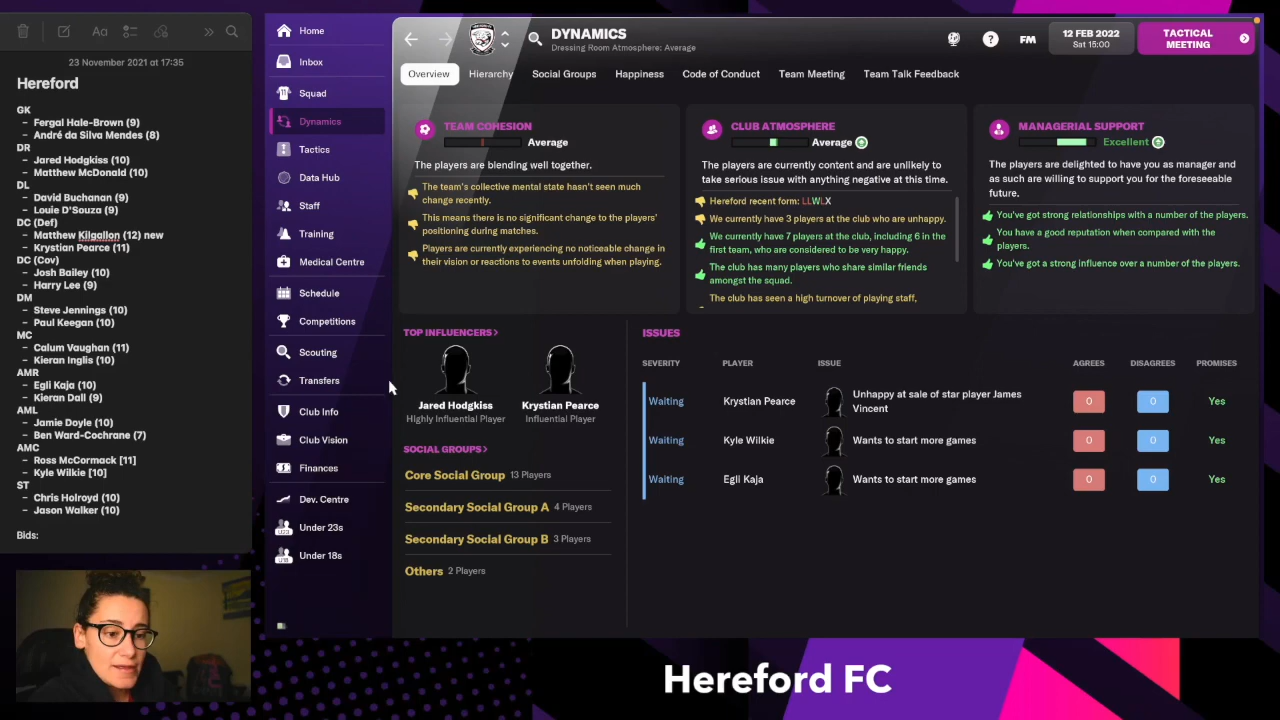 23 November 2021 at 17:35
Hereford
GK
- Fergal Hale-Brown (9)
- André da Silva Mendes (8)
DR
- Jared Hodgkiss (10)
- Matthew McDonald (10)
DL
- David Buchanan (9)
- Louie D'Souza (9)
DC (Def)
- Matthew Kilgallon (12) new
- Krystian Pearce (11)
DC (Cov)
- Josh Bailey (10)
- Harry Lee (9)
DM
- Steve Jennings (10)
- Paul Keegan (10)
MC
- Calum Vaughan (11)
- Kieran Inglis (10)
AMR
- Egli Kaja (10)
- Kieran Dall (9)
AML
- Jamie Doyle (10)
- Ben Ward-Cochrane (7)
AMC
- Ross McCormack [11]
- Kyle Wilkie [10]
ST
- Chris Holroyd (10)
- Jason Walker (10)
Bids:
Home
Inbox
Squad
Dynamics
Tactics
Data Hub
Staff
Training
Medical Centre
Schedule
Competitions
Scouting
Transfers
Club Info
Club Vision
Finances
Dev. Centre
Under 23s
Under 18s
DYNAMICS
Dressing Room Atmosphere: Average
FM
12 FEB 2022
Sat 15:00
TACTICAL
MEETING
Overview Hierarchy Social Groups Happiness Code of Conduct Team Meeting Team Talk Feedback
TEAM COHESION
Average
The players are blending well together.
The team's collective mental state hasn't seen much
change recently.
This means there is no significant change to the players'
positioning during matches.
Players are currently experiencing no noticeable change in
their vision or reactions to events unfolding when playing.
CLUB ATMOSPHERE
Average
The players are currently content and are unlikely to
take serious issue with anything negative at this time.
Hereford recent form: LLWLX
We currently have 3 players at the club who are unhappy.
We currently have 7 players at the club, including 6 in the
first team, who are considered to be very happy.
The club has many players who share similar friends
amongst the squad.
The club has seen a high turnover of playing staff,
MANAGERIAL SUPPORT
Excellent
The players are delighted to have you as manager and
as such are willing to support you for the foreseeable
future.
You've got strong relationships with a number of the players.
You have a good reputation when compared with the
players.
You've got a strong influence over a number of the players.
TOP INFLUENCERS >
Jared Hodgkiss
Highly Influential Player
Krystian Pearce
Influential Player
SOCIAL GROUPS >
Core Social Group 13 Players
Secondary Social Group A 4 Players
Secondary Social Group B 3 Players
Others 2 Players
ISSUES
SEVERITY PLAYER ISSUE AGREES DISAGREES PROMISES
Waiting Krystian Pearce Unhappy at sale of star player James
Vincent 0 0 Yes
Waiting Kyle Wilkie Wants to start more games 0 0 Yes
Waiting Egli Kaja Wants to start more games 0 0 Yes
Hereford FC